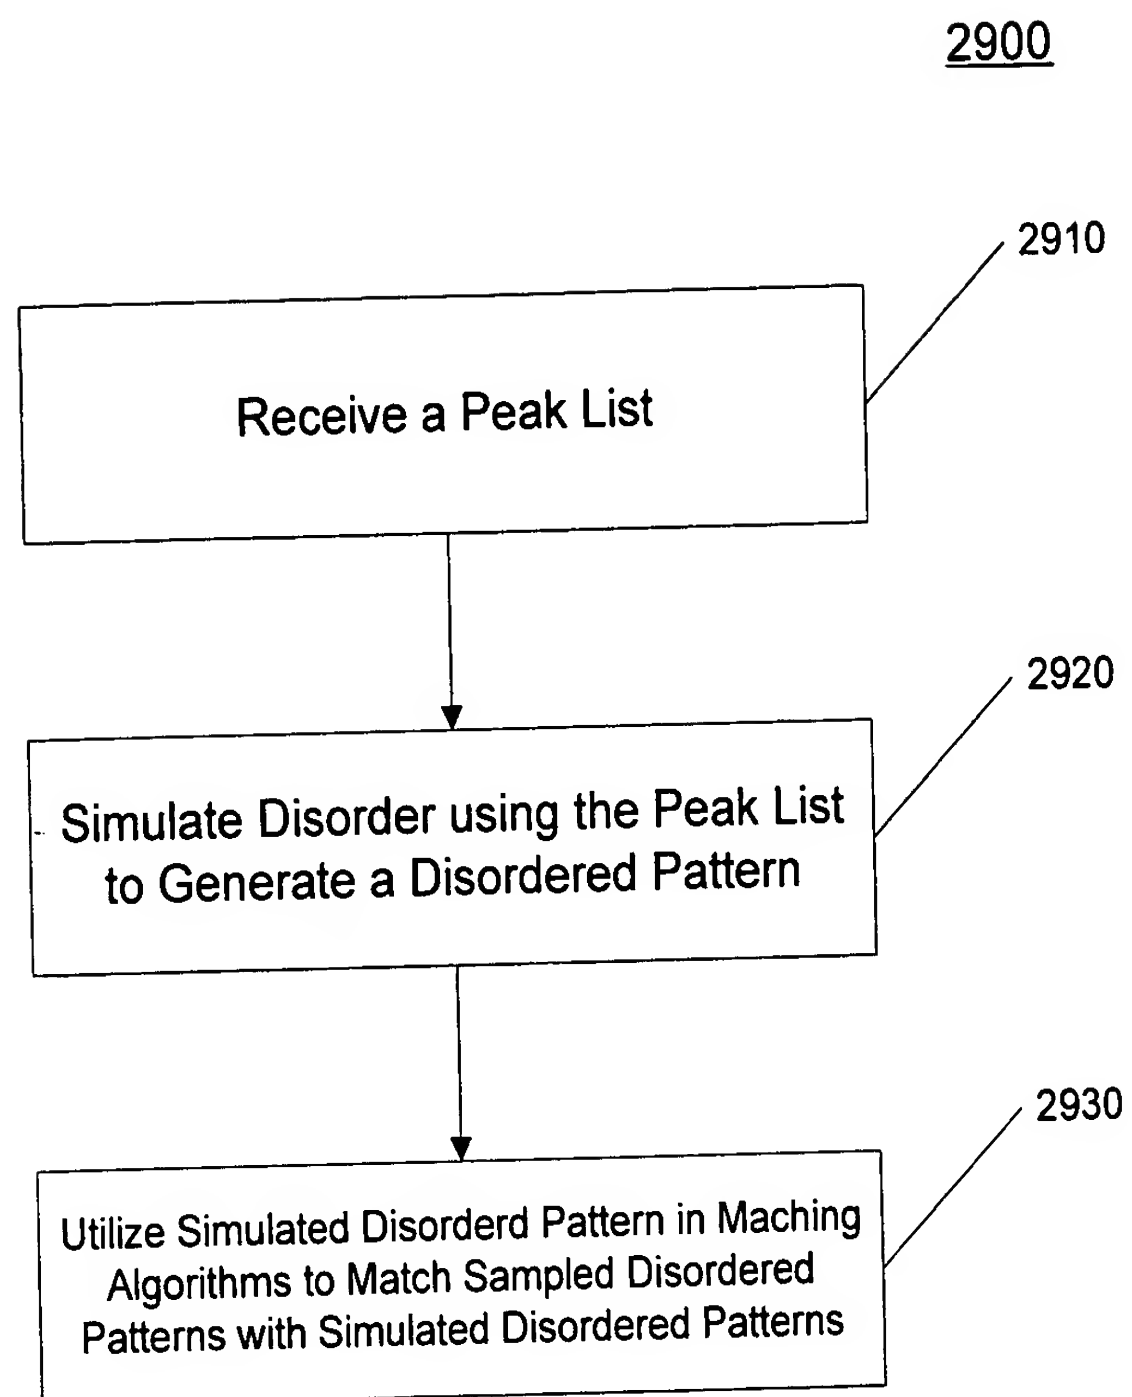 2900
2910
Receive a Peak List
2920
Simulate Disorder using the Peak List
to Generate a Disordered Pattern
2930
Utilize Simulated Disorderd Pattern in Maching
Algorithms to Match Sampled Disordered
Patterns with Simulated Disordered Patterns